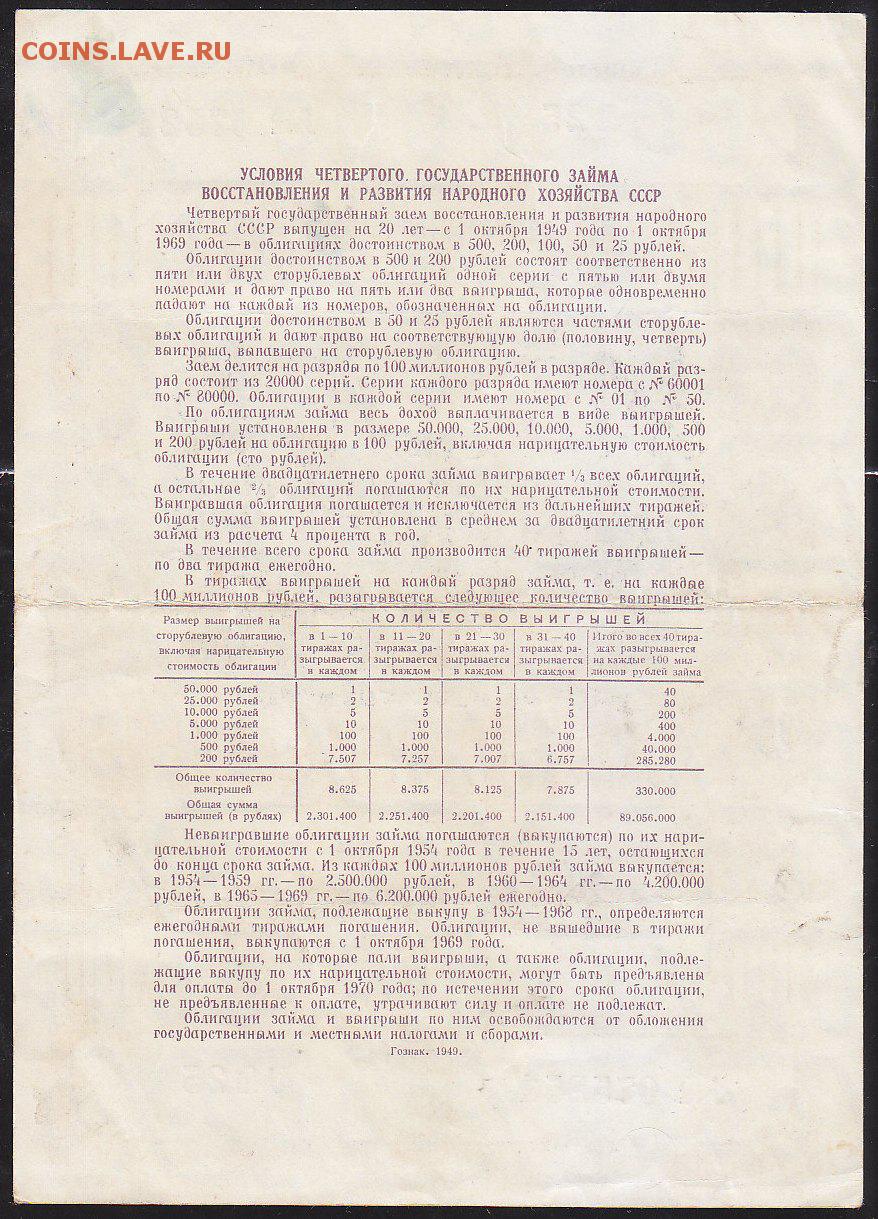 COINS.LAVE.RU
УСЛОВИЯ ЧЕТВЕРТОГО ГОСУДАРСТВЕННОГО ЗАЙМА
ВОССТАНОВЛЕНИЯ И РАЗВИТИЯ НАРОДНОГО ХОЗЯЙСТВА СССР
Четвертый государственный заем восстановления и развития народного
хозяйства СССР выпущен на 20 лет—с 1 октября 1949 года по 1 октября
1969 года—в облигациях достоинством в 500, 200, 100, 50 и 25 рублей.
Облигации достоинством в 500 и 200 рублей состоят соответственно из
пяти или двух сторублевых облигаций одной серии с пятью или двумя
номерами и дают право на пять или два выигрыша, которые одновременно
падают на каждый из номеров, обозначенных на облигации.
Облигации достоинством в 50 и 25 рублей являются частями сторубле-
вых облигаций и дают право на соответствующую долю (половину, четверть)
выигрыша, выпавшего на сторублевую облигацию.
Заем делится на разряды по 100 миллионов рублей в разряде. Каждый раз-
ряд состоит из 20000 серий. Серии каждого разряда имеют номера с № 60001
по № 80000. Облигации в каждой серии имеют номера с № 01 по № 50.
По облигациям займа весь доход выплачивается в виде выигрышей.
Выигрыши установлены в размере 50.000, 25.000, 10.000, 5.000, 1.000, 500
и 200 рублей на облигацию в 100 рублей, включая нарицательную стоимость
облигации (сто рублей).
В течение двадцатилетнего срока займа выигрывает ¹/₃ всех облигаций,
а остальные ²/₃ облигаций погашаются по их нарицательной стоимости.
Выигравшая облигация погашается и исключается из дальнейших тиражей.
Общая сумма выигрышей установлена в среднем за двадцатилетний срок
займа из расчета 4 процента в год.
В течение всего срока займа производится 40 тиражей выигрышей—
по два тиража ежегодно.
В тиражах выигрышей на каждый разряд займа, т. е. на каждые
100 миллионов рублей, разыгрывается следующее количество выигрышей:
Размер выигрышей на сторублевую облигацию, включая нарицательную стоимость облигации
КОЛИЧЕСТВО ВЫИГРЫШЕЙ
в 1—10 тиражах разыгрывается в каждом | в 11—20 тиражах разыгрывается в каждом | в 21—30 тиражах разыгрывается в каждом | в 31—40 тиражах разыгрывается в каждом | Итого во всех 40 тиражах разыгрывается на каждые 100 миллионов рублей займа
50.000 рублей 1 1 1 1 40
25.000 рублей 2 2 2 2 80
10.000 рублей 5 5 5 5 200
5.000 рублей 10 10 10 10 400
1.000 рублей 100 100 100 100 4.000
500 рублей 1.000 1.000 1.000 1.000 40.000
200 рублей 7.507 7.257 7.007 6.757 285.280
Общее количество
выигрышей 8.625 8.375 8.125 7.875 330.000
Общая сумма
выигрышей (в рублях) 2.301.400 2.251.400 2.201.400 2.151.400 89.056.000
Невыигравшие облигации займа погашаются (выкупаются) по их нари-
цательной стоимости с 1 октября 1954 года в течение 15 лет, остающихся
до конца срока займа. Из каждых 100 миллионов рублей займа выкупается:
в 1954—1959 гг.—по 2.500.000 рублей, в 1960—1964 гг.—по 4.200.000
рублей, в 1965—1969 гг.—по 6.200.000 рублей ежегодно.
Облигации займа, подлежащие выкупу в 1954—1968 гг., определяются
ежегодными тиражами погашения. Облигации, не вышедшие в тиражи
погашения, выкупаются с 1 октября 1969 года.
Облигации, на которые пали выигрыши, а также облигации, подле-
жащие выкупу по их нарицательной стоимости, могут быть предъявлены
для оплаты до 1 октября 1970 года; по истечении этого срока облигации,
не предъявленные к оплате, утрачивают силу и оплате не подлежат.
Облигации займа и выигрыши по ним освобождаются от обложения
государственными и местными налогами и сборами.
Гознак. 1949.